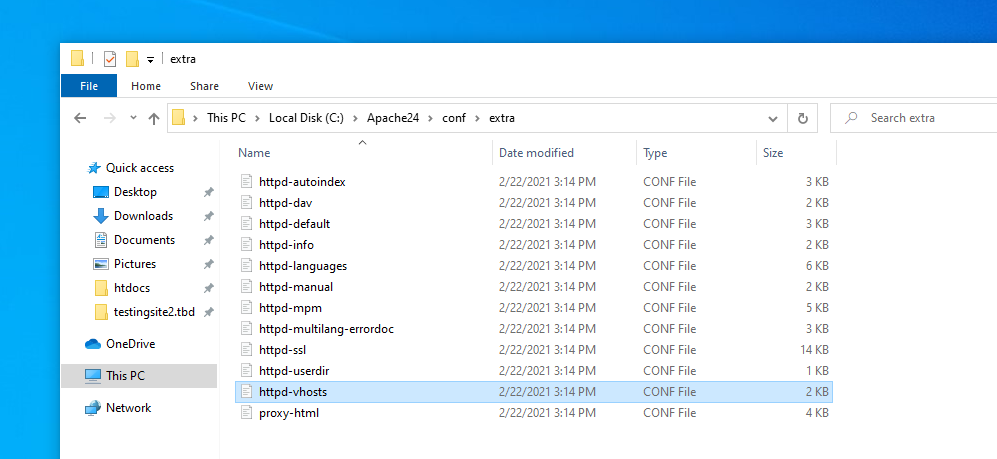 extra
File Home Share View
This PC Local Disk (C:) Apache24 conf extra Search extra
Name Date modified Type Size
Quick access
Desktop
Downloads
Documents
Pictures
htdocs
testingsite2.tbd
OneDrive
This PC
Network
httpd-autoindex 2/22/2021 3:14 PM CONF File 3 KB
httpd-dav 2/22/2021 3:14 PM CONF File 2 KB
httpd-default 2/22/2021 3:14 PM CONF File 3 KB
httpd-info 2/22/2021 3:14 PM CONF File 2 KB
httpd-languages 2/22/2021 3:14 PM CONF File 6 KB
httpd-manual 2/22/2021 3:14 PM CONF File 2 KB
httpd-mpm 2/22/2021 3:14 PM CONF File 5 KB
httpd-multilang-errordoc 2/22/2021 3:14 PM CONF File 3 KB
httpd-ssl 2/22/2021 3:14 PM CONF File 14 KB
httpd-userdir 2/22/2021 3:14 PM CONF File 1 KB
httpd-vhosts 2/22/2021 3:14 PM CONF File 2 KB
proxy-html 2/22/2021 3:14 PM CONF File 4 KB